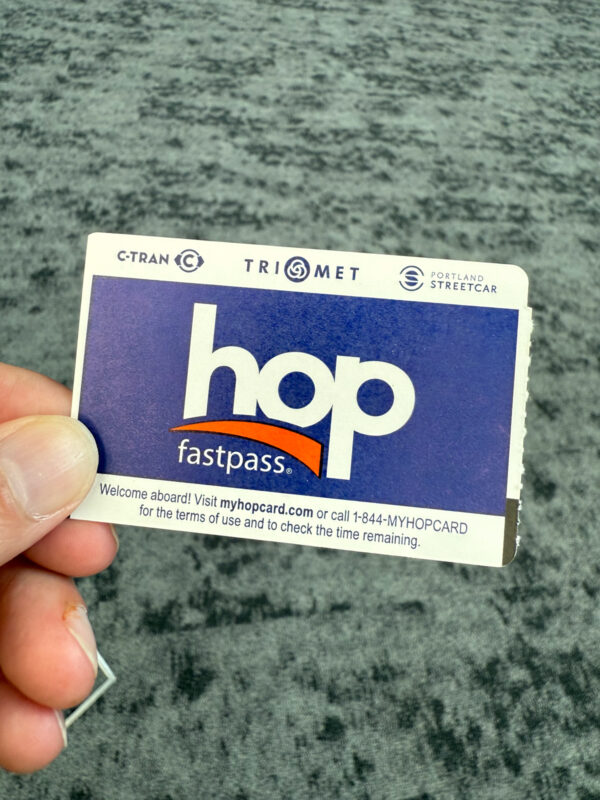 C-TRAN C
TRIMET
PORTLAND
STREETCAR
hop
fastpass®
Welcome aboard! Visit myhopcard.com or call 1-844-MYHOPCARD
for the terms of use and to check the time remaining.